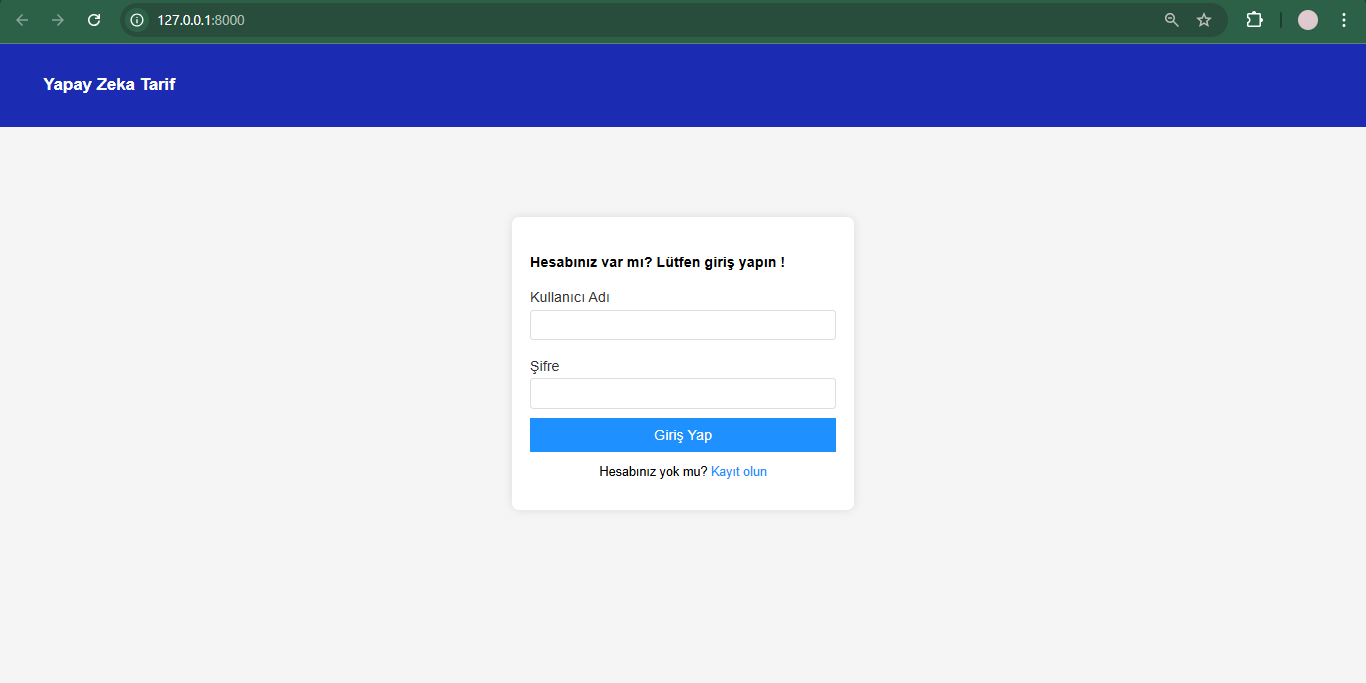 127.0.0.1:8000
Yapay Zeka Tarif
Hesabınız var mı? Lütfen giriş yapın !
Kullanıcı Adı
Şifre
Giriş Yap
Hesabınız yok mu? Kayıt olun